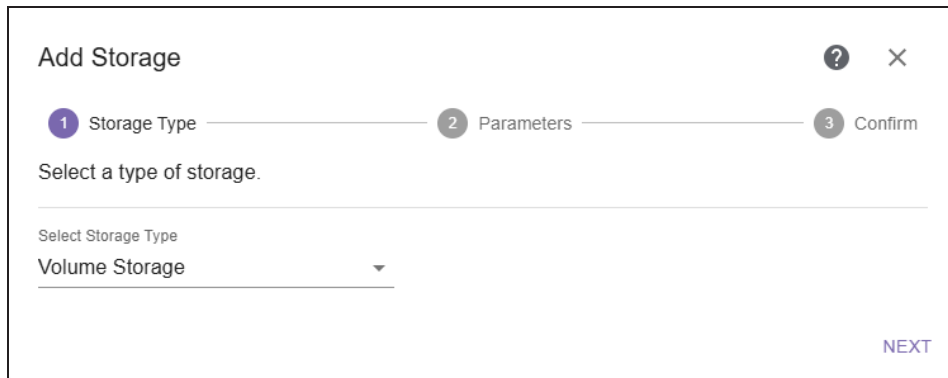 Add Storage ?
1 Storage Type 2 Parameters 3 Confirm
Select a type of storage.
Select Storage Type
Volume Storage
NEXT